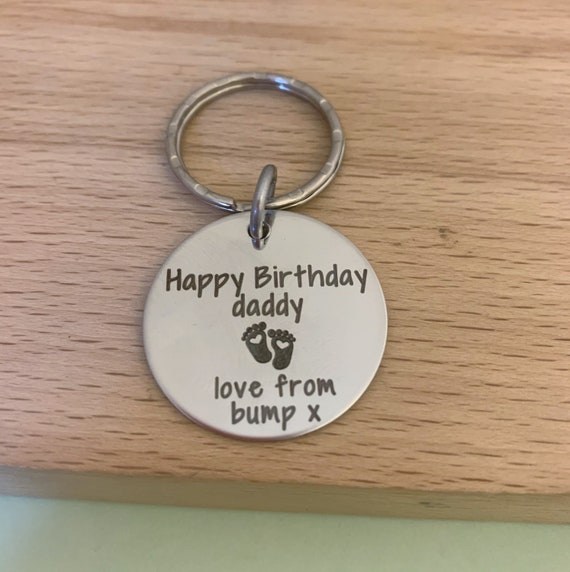 Happy Birthday
daddy
love from
bump x